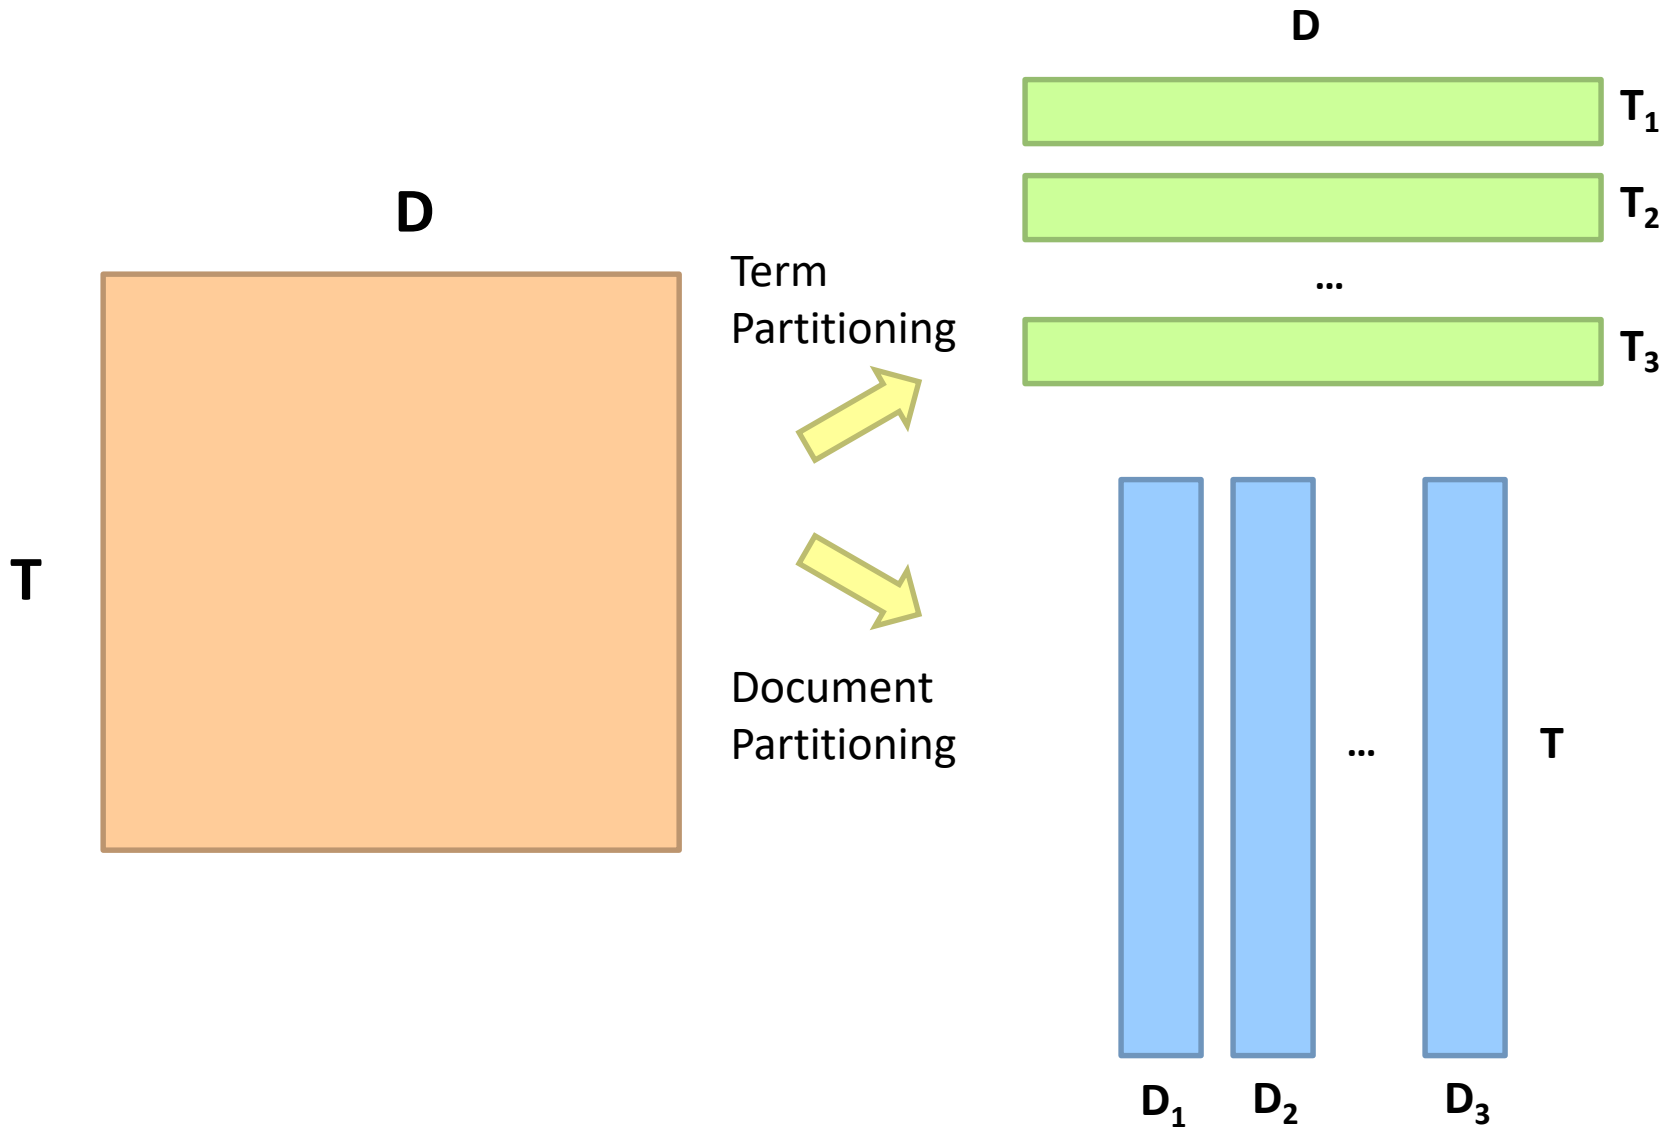 D
T
Term
Partitioning
Document
Partitioning
D
T₁
T₂
...
T₃
... T
D₁ D₂ D₃